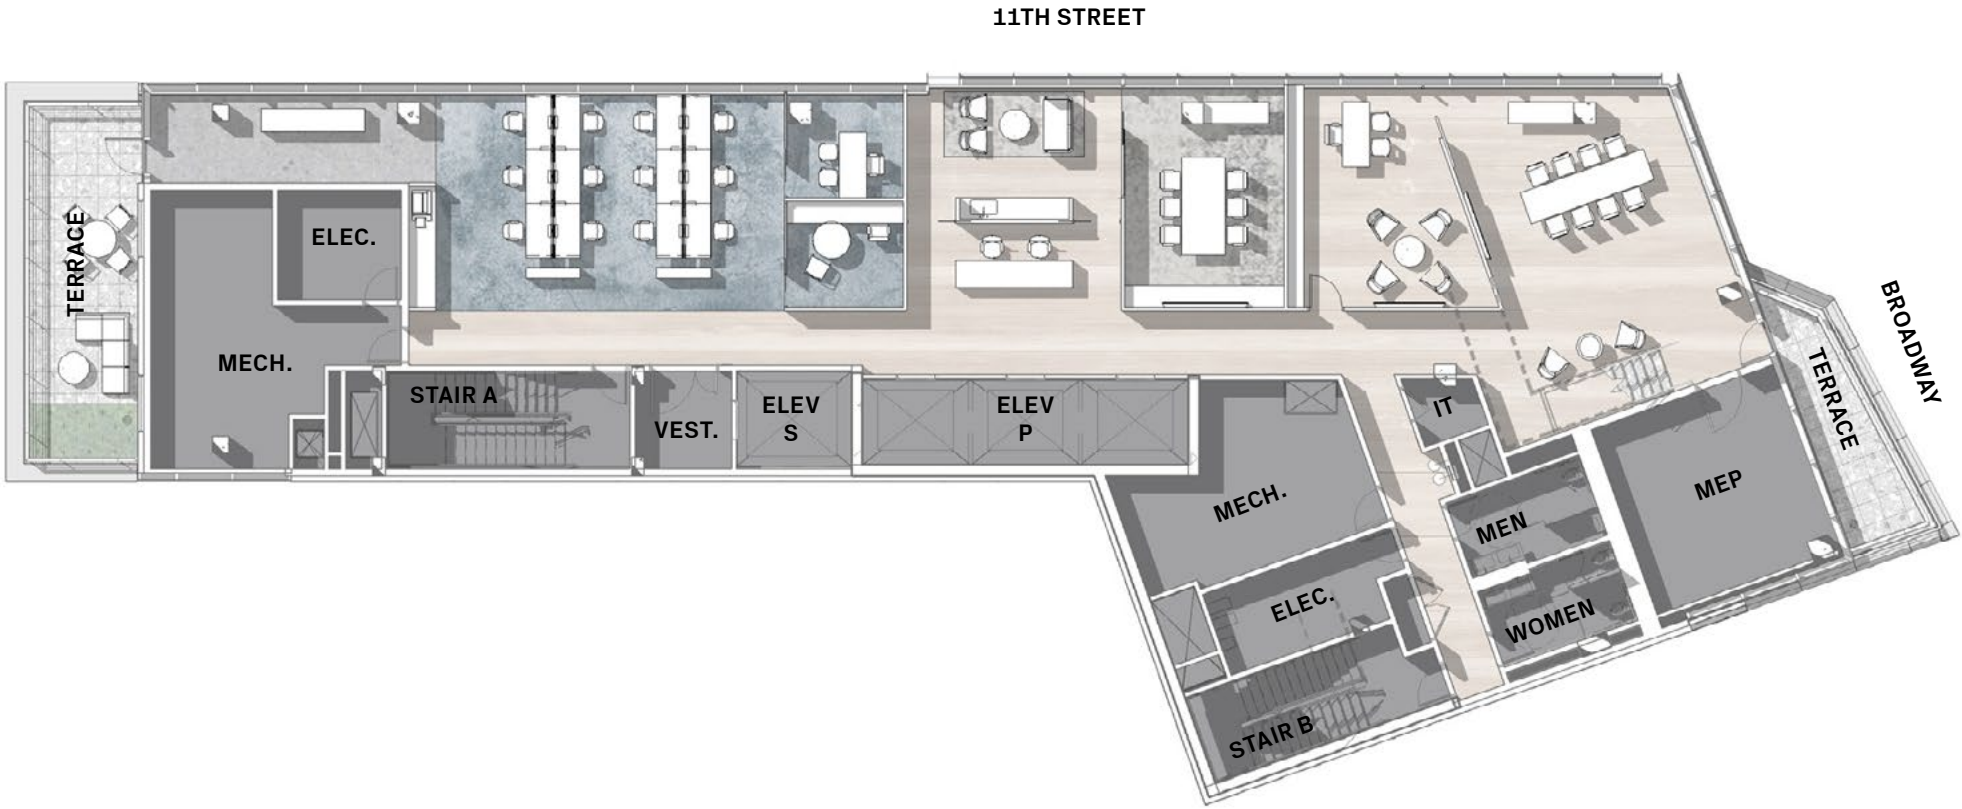 11TH STREET
TERRACE
ELEC.
MECH.
STAIR A
VEST.
ELEV
S
ELEV
P
IT
MECH.
MEN
MEP
ELEC.
WOMEN
STAIR B
TERRACE
BROADWAY